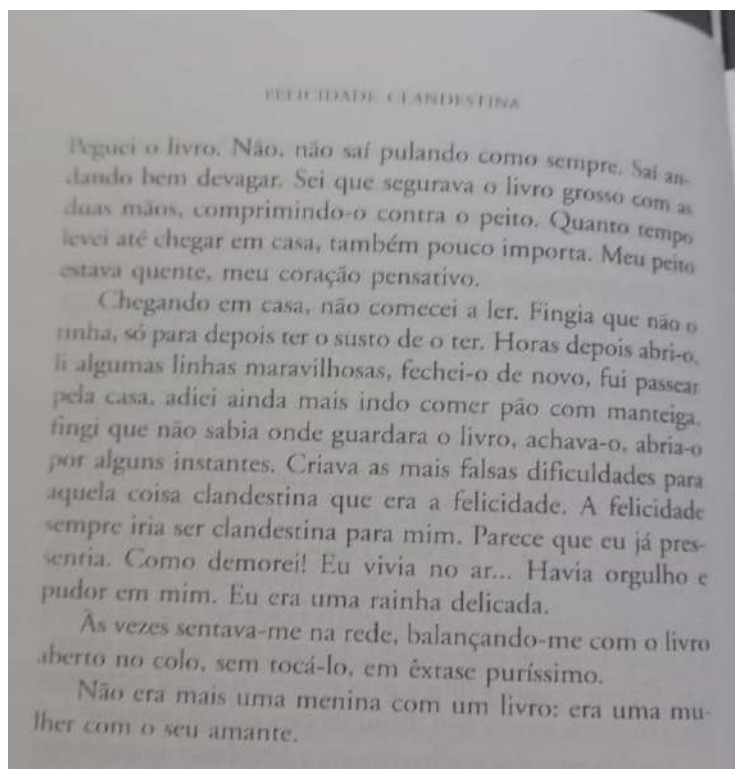 FELICIDADE CLANDESTINA
Peguei o livro. Não, não saí pulando como sempre. Saí an-
dando bem devagar. Sei que segurava o livro grosso com as
duas mãos, comprimindo-o contra o peito. Quanto tempo
levei até chegar em casa, também pouco importa. Meu peito
estava quente, meu coração pensativo.
Chegando em casa, não comecei a ler. Fingia que não o
tinha, só para depois ter o susto de o ter. Horas depois abri-o,
li algumas linhas maravilhosas, fechei-o de novo, fui passear
pela casa, adiei ainda mais indo comer pão com manteiga,
fingi que não sabia onde guardara o livro, achava-o, abria-o
por alguns instantes. Criava as mais falsas dificuldades para
aquela coisa clandestina que era a felicidade. A felicidade
sempre iria ser clandestina para mim. Parece que eu já pres-
sentia. Como demorei! Eu vivia no ar... Havia orgulho e
pudor em mim. Eu era uma rainha delicada.
Às vezes sentava-me na rede, balançando-me com o livro
aberto no colo, sem tocá-lo, em êxtase puríssimo.
Não era mais uma menina com um livro: era uma mu-
lher com o seu amante.